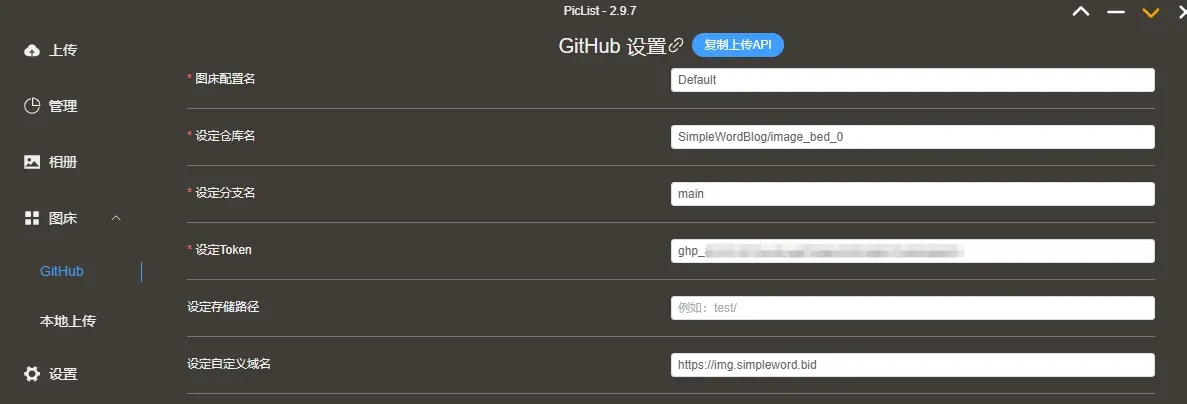 PicList - 2.9.7
上传
管理
相册
图床
GitHub
本地上传
设置
GitHub 设置
复制上传API
* 图床配置名
Default
* 设定仓库名
SimpleWordBlog/image_bed_0
* 设定分支名
main
* 设定Token
ghp_
设定存储路径
例如：test/
设定自定义域名
https://img.simpleword.bid